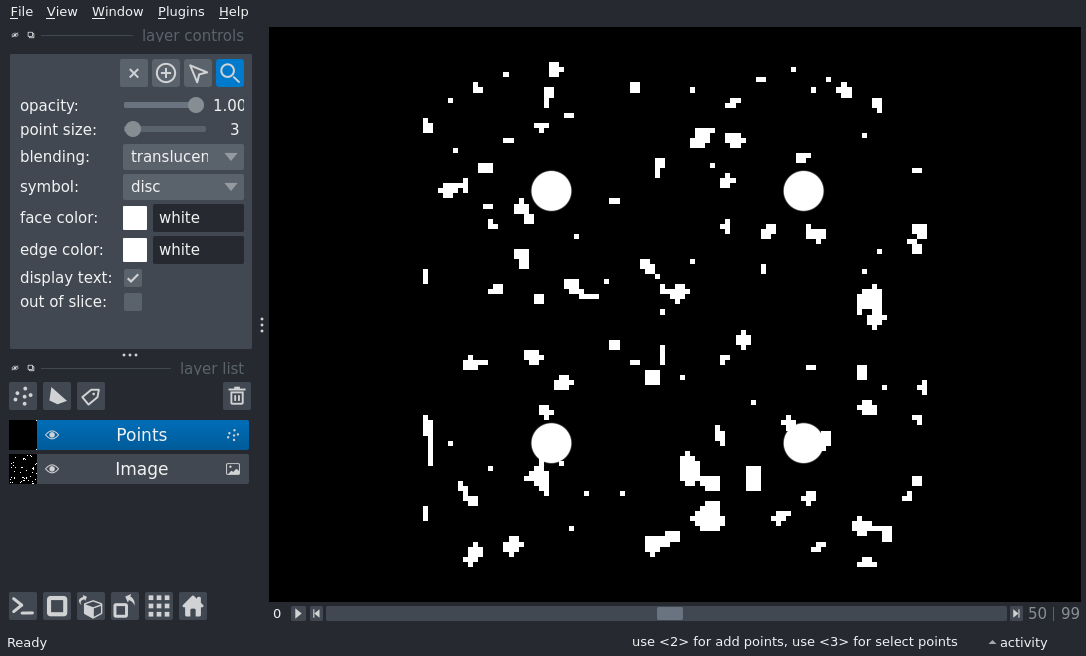 File View Window Plugins Help
layer controls
opacity: 1.00
point size: 3
blending: translucen
symbol: disc
face color: white
edge color: white
display text:
out of slice:
layer list
Points
Image
0 50 99
Ready use <2> for add points, use <3> for select points activity